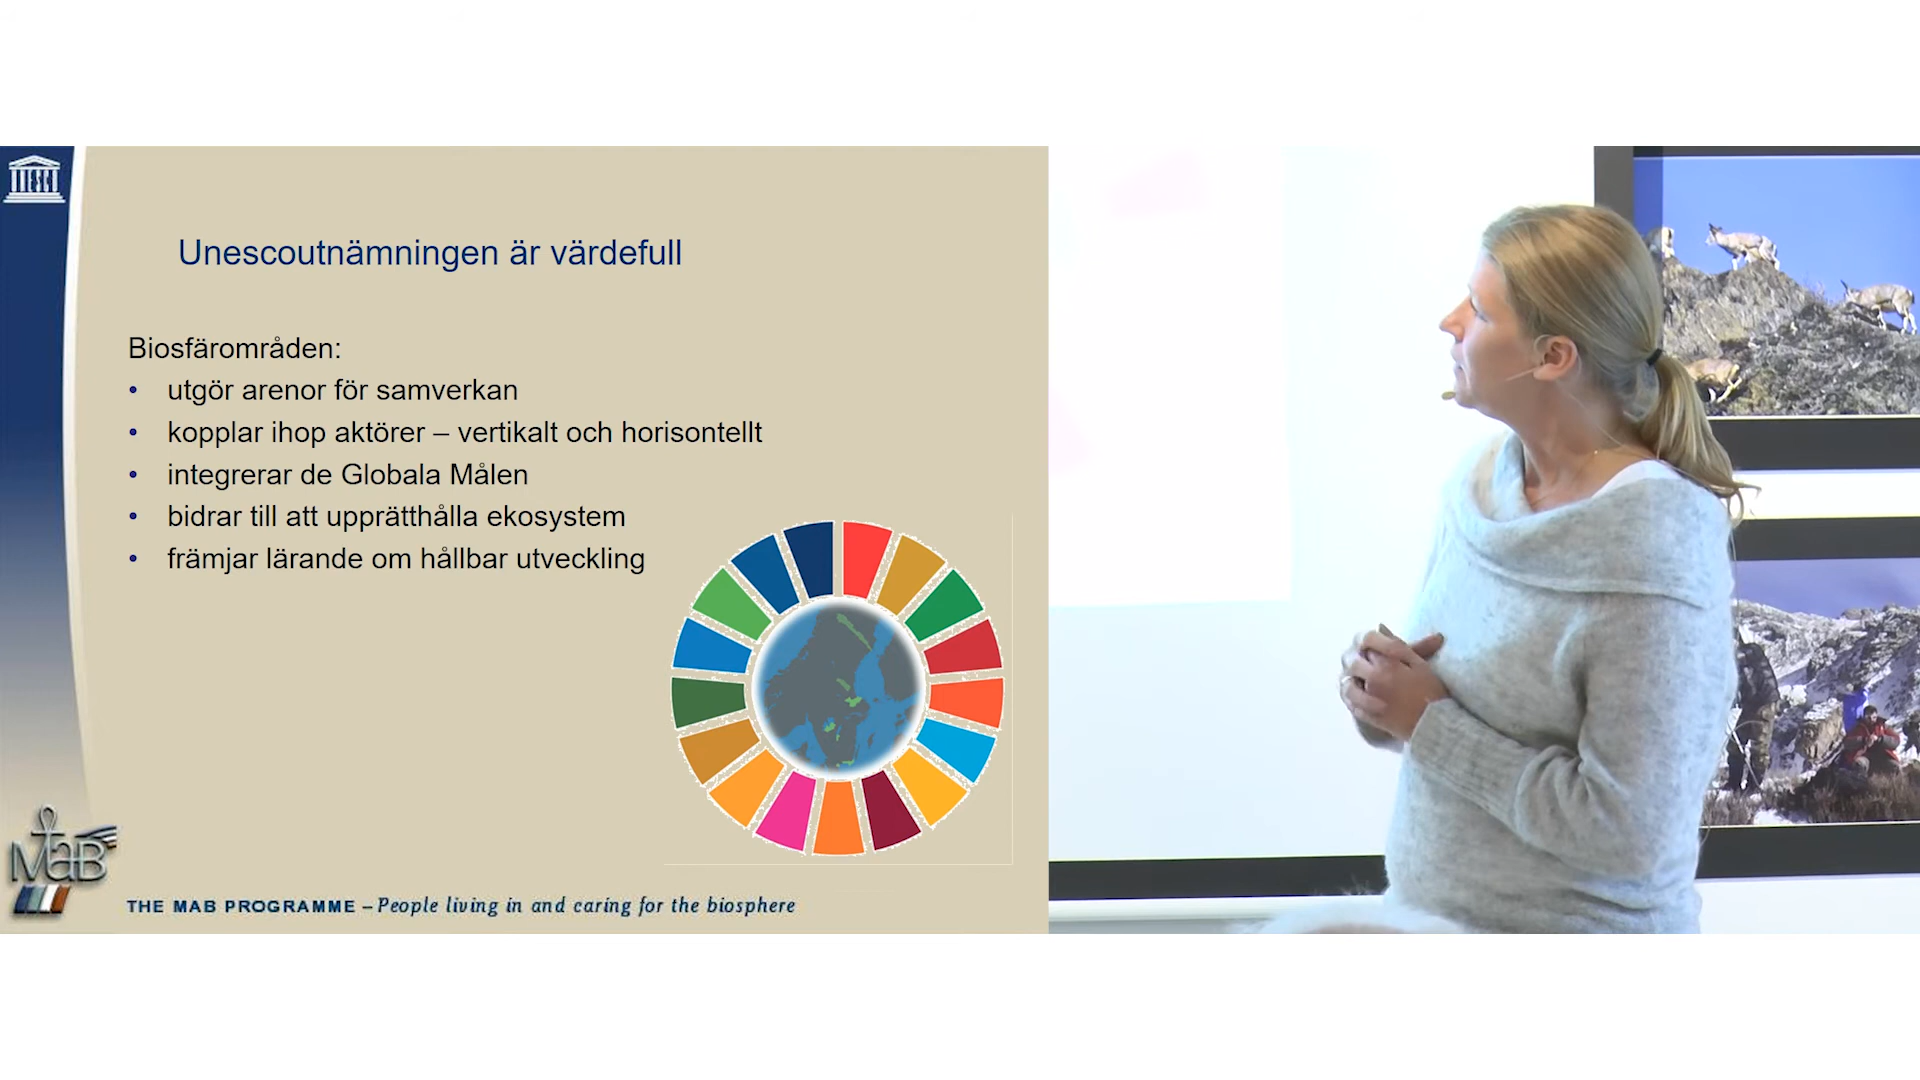 Unescoutnämningen är värdefull
Biosfärområden:
• utgör arenor för samverkan
• kopplar ihop aktörer – vertikalt och horisontellt
• integrerar de Globala Målen
• bidrar till att upprätthålla ekosystem
• främjar lärande om hållbar utveckling
MaB
THE MAB PROGRAMME – People living in and caring for the biosphere